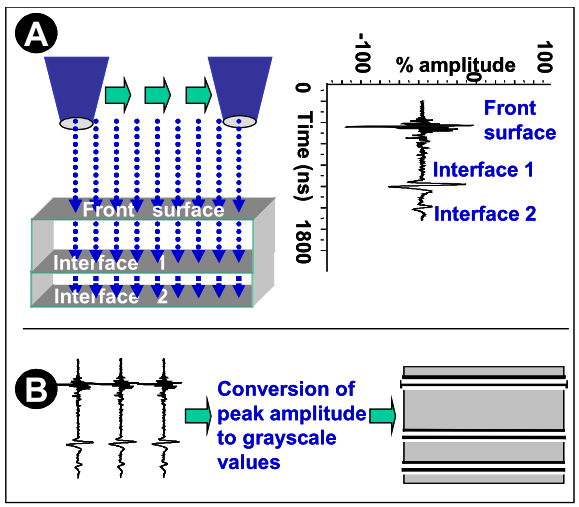 A
Front surface
Interface 1
Interface 2
-100
0
100
% amplitude
0
Time (ns)
1800
Front
surface
Interface 1
Interface 2
B
Conversion of
peak amplitude
to grayscale
values